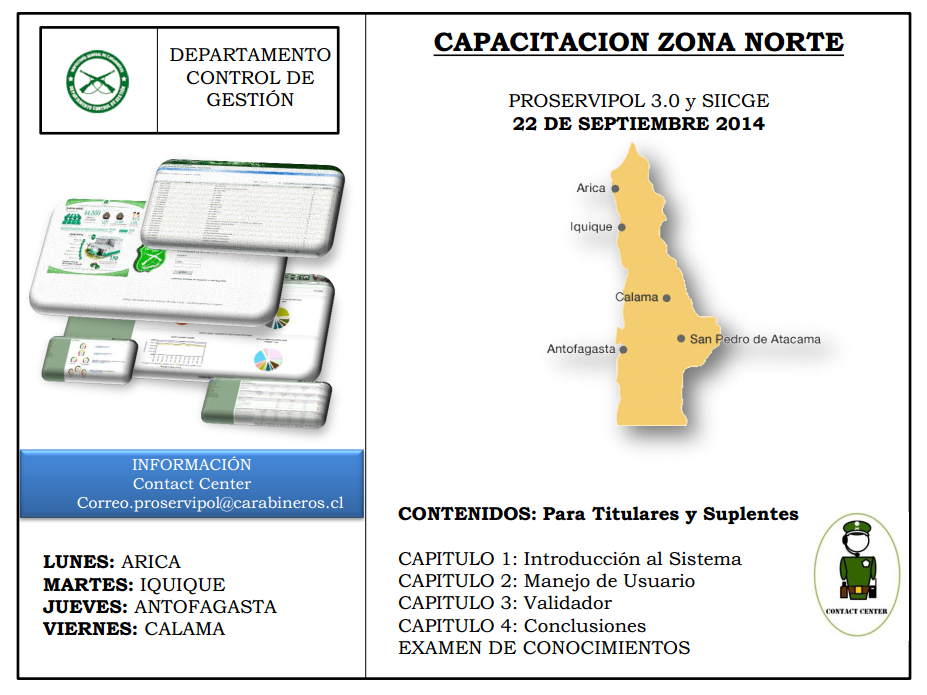 DEPARTAMENTO
CONTROL DE
GESTIÓN
INFORMACIÓN
Contact Center
Correo.proservipol@carabineros.cl
LUNES: ARICA
MARTES: IQUIQUE
JUEVES: ANTOFAGASTA
VIERNES: CALAMA
CAPACITACION ZONA NORTE
PROSERVIPOL 3.0 y SIICGE
22 DE SEPTIEMBRE 2014
Arica
Iquique
Calama
San Pedro de Atacama
Antofagasta
CONTENIDOS: Para Titulares y Suplentes
CAPITULO 1: Introducción al Sistema
CAPITULO 2: Manejo de Usuario
CAPITULO 3: Validador
CAPITULO 4: Conclusiones
EXAMEN DE CONOCIMIENTOS
CONTACT CENTER